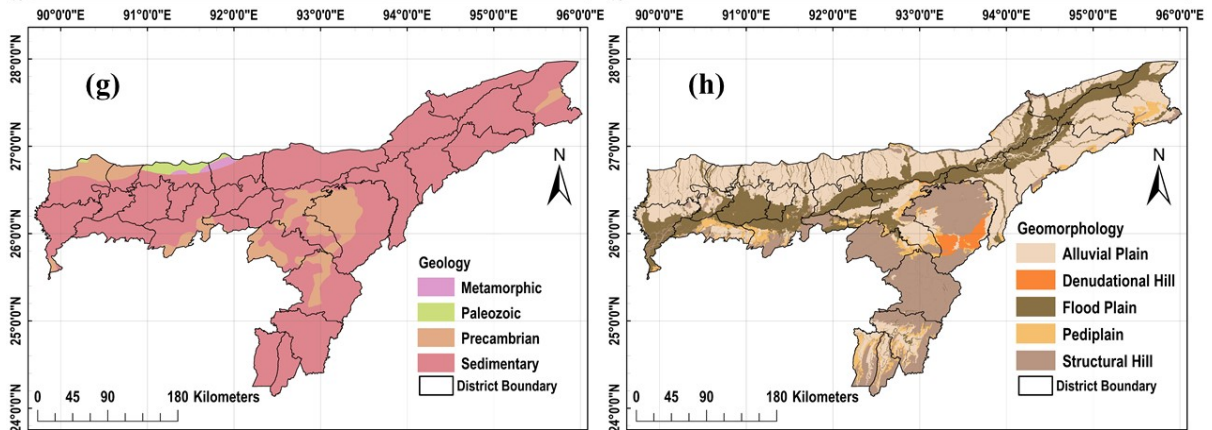 90°0'0"E 91°0'0"E 92°0'0"E 93°0'0"E 94°0'0"E 95°0'0"E 96°0'0"E
28°0'0"N
27°0'0"N
26°0'0"N
25°0'0"N
24°0'0"N
(g)
N
Geology
Metamorphic
Paleozoic
Precambrian
Sedimentary
District Boundary
0 45 90 180 Kilometers
90°0'0"E 91°0'0"E 92°0'0"E 93°0'0"E 94°0'0"E 95°0'0"E 96°0'0"E
28°0'0"N
27°0'0"N
26°0'0"N
25°0'0"N
24°0'0"N
(h)
N
Geomorphology
Alluvial Plain
Denudational Hill
Flood Plain
Pediplain
Structural Hill
District Boundary
0 45 90 180 Kilometers